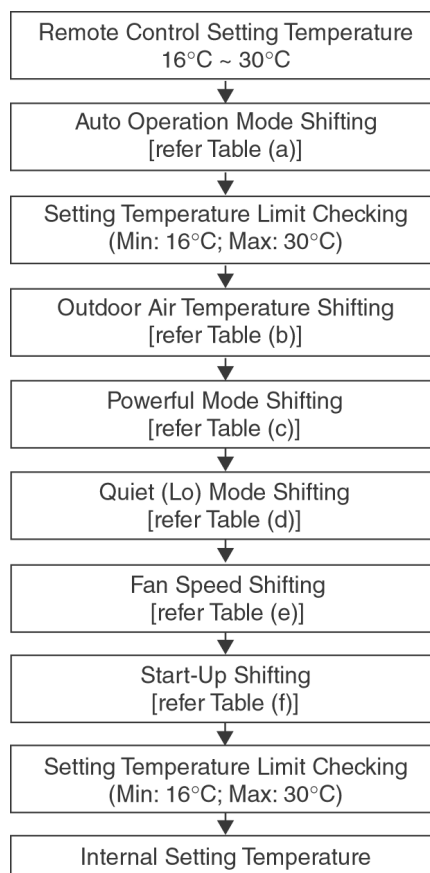 Remote Control Setting Temperature
16°C ~ 30°C
Auto Operation Mode Shifting
[refer Table (a)]
Setting Temperature Limit Checking
(Min: 16°C; Max: 30°C)
Outdoor Air Temperature Shifting
[refer Table (b)]
Powerful Mode Shifting
[refer Table (c)]
Quiet (Lo) Mode Shifting
[refer Table (d)]
Fan Speed Shifting
[refer Table (e)]
Start-Up Shifting
[refer Table (f)]
Setting Temperature Limit Checking
(Min: 16°C; Max: 30°C)
Internal Setting Temperature